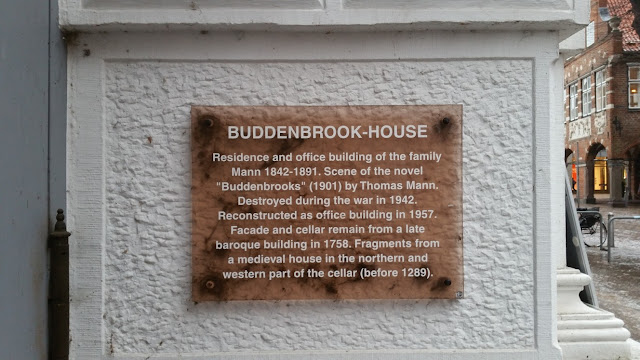 BUDDENBROOK-HOUSE
Residence and office building of the family
Mann 1842-1891. Scene of the novel
"Buddenbrooks" (1901) by Thomas Mann.
Destroyed during the war in 1942.
Reconstructed as office building in 1957.
Facade and cellar remain from a late
baroque building in 1758. Fragments from
a medieval house in the northern and
western part of the cellar (before 1289).